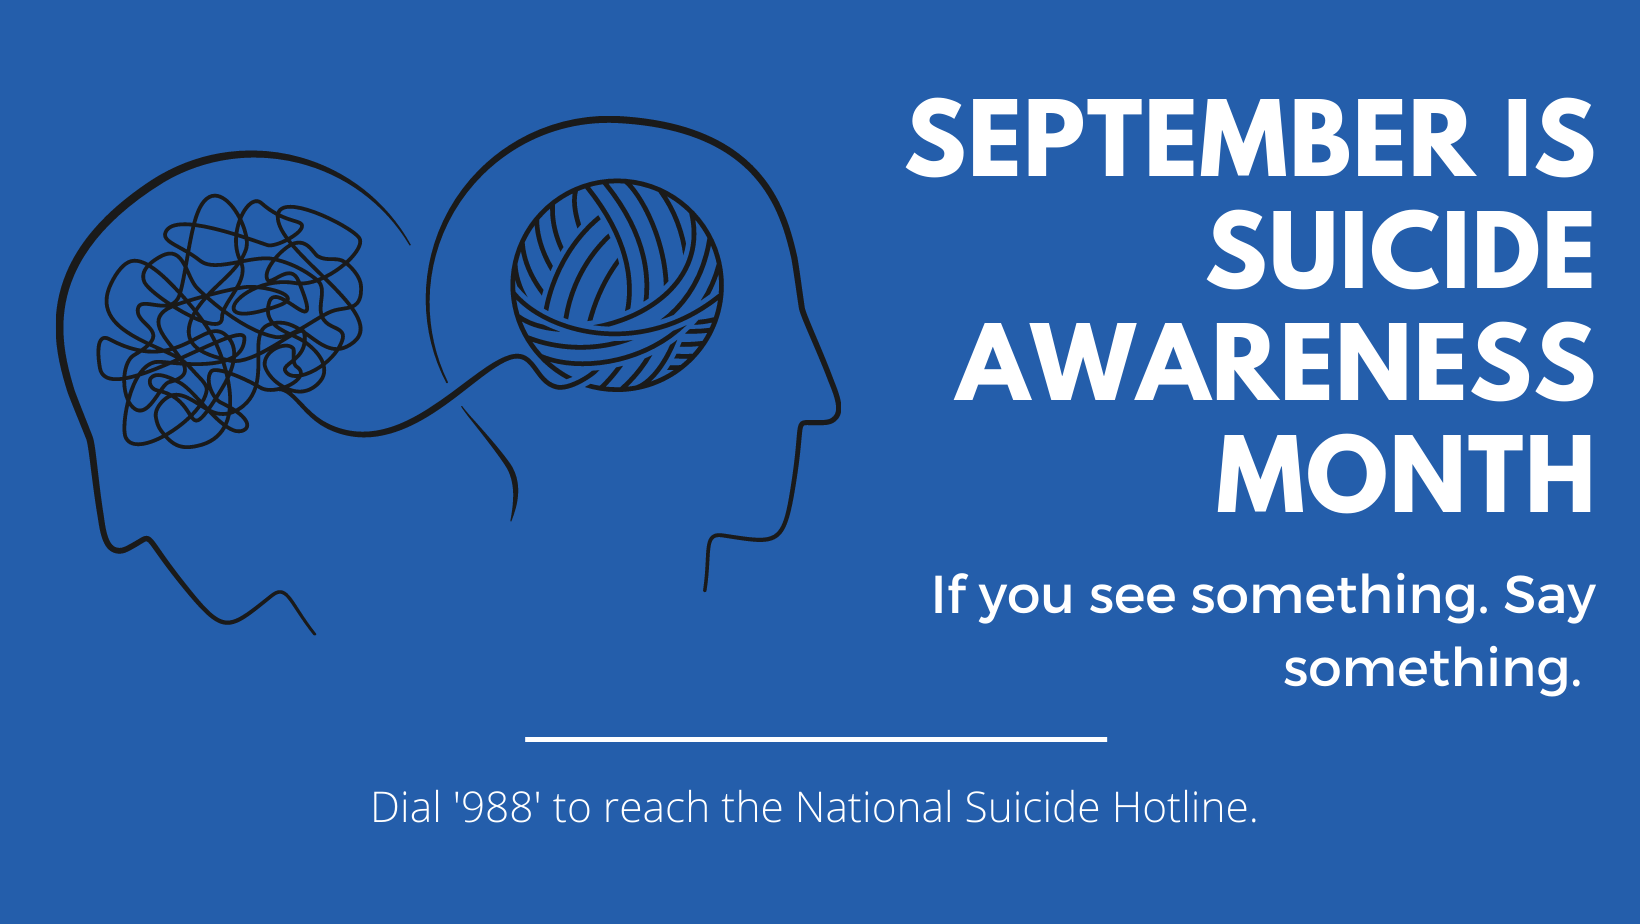 SEPTEMBER IS
SUICIDE
AWARENESS
MONTH
If you see something. Say
something.
Dial '988' to reach the National Suicide Hotline.